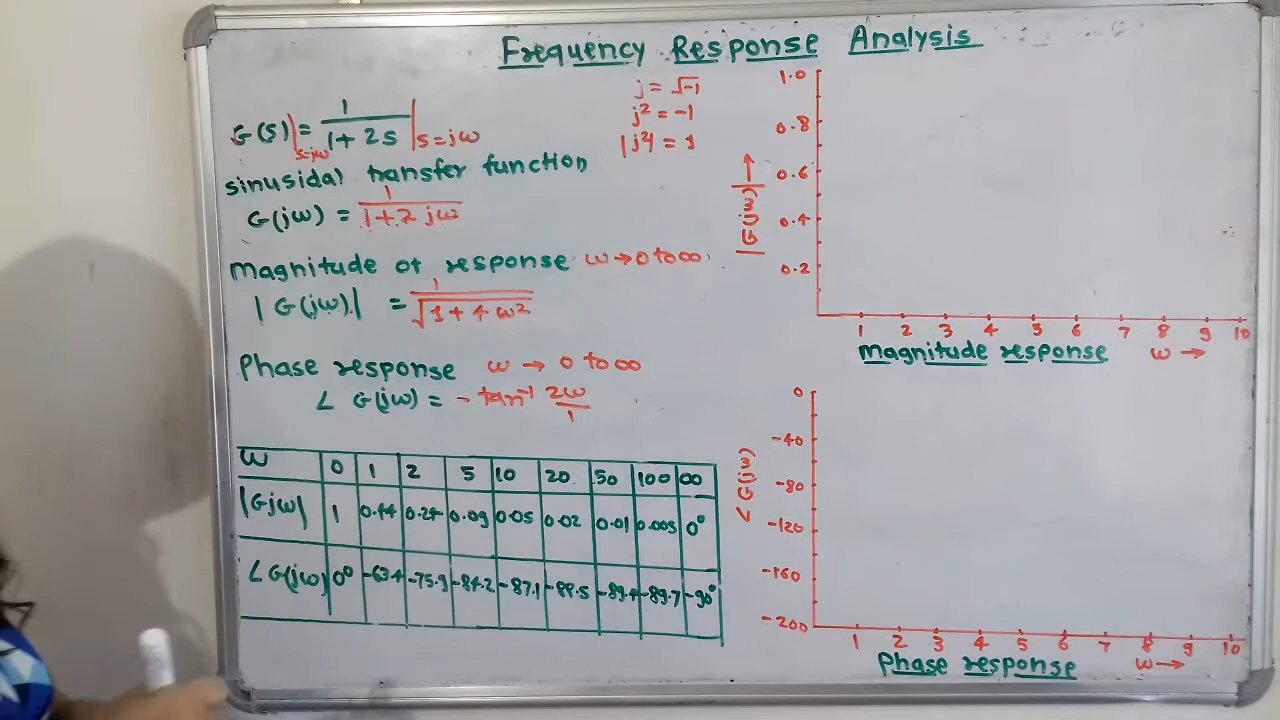 Frequency Response Analysis
G(s)|s=jω = 1/(1+2s)|s=jω
j = √-1
j² = -1
|j²| = 1
sinusidal transfer function
G(jω) = 1/(1+2jω)
Magnitude of response ω→0 to ∞
|G(jω)| = 1/√(1+4ω²)
Phase response ω → 0 to ∞
∠ G(jω) = -tan⁻¹ 2ω/1
ω 0 1 2 5 10 20 50 100 ∞
|Gjω| 1 0.44 0.24 0.09 0.05 0.02 0.01 0.005 0°
∠G(jω) 0° -63.4 -75.9 -84.2 -87.1 -88.5 -89.4 -89.7 -90°
|G(jω)| →
1.0
0.8
0.6
0.4
0.2
1 2 3 4 5 6 7 8 9 10
Magnitude response ω →
∠G(jω)
0
-40
-80
-120
-160
-200
1 2 3 4 5 6 7 8 9 10
Phase response ω→